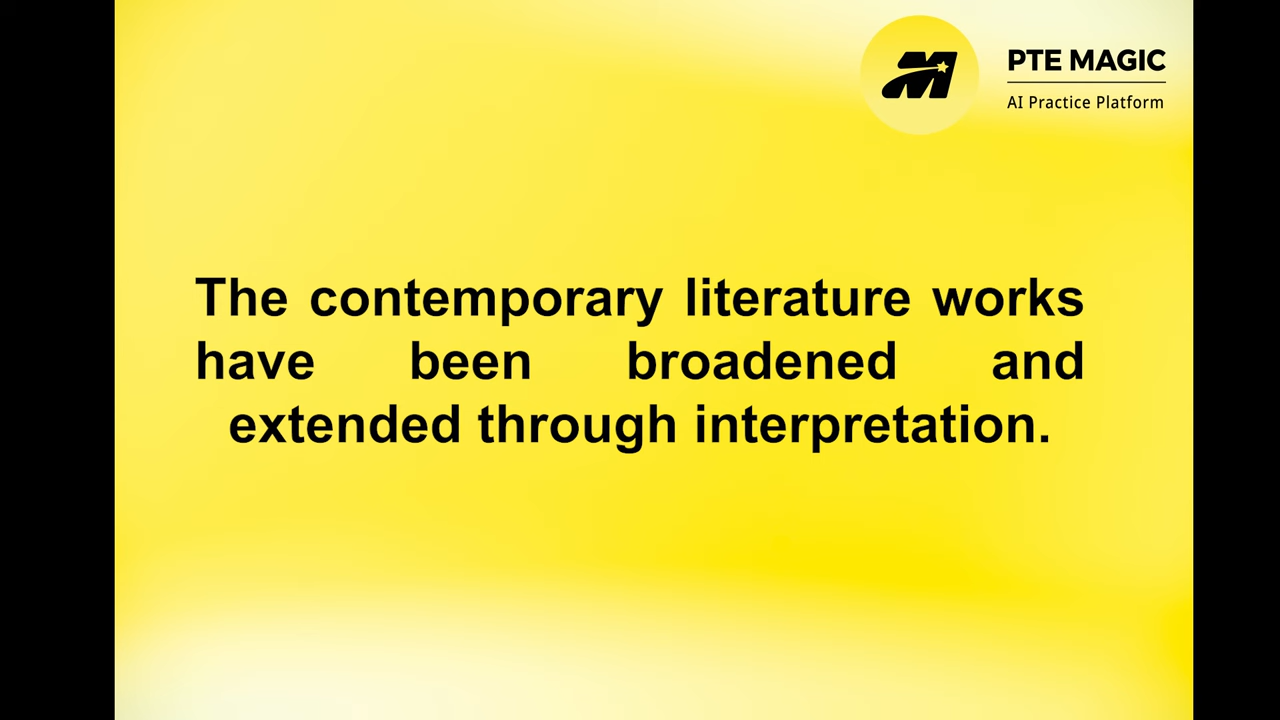 PTE MAGIC
AI Practice Platform
The contemporary literature works
have been broadened and
extended through interpretation.